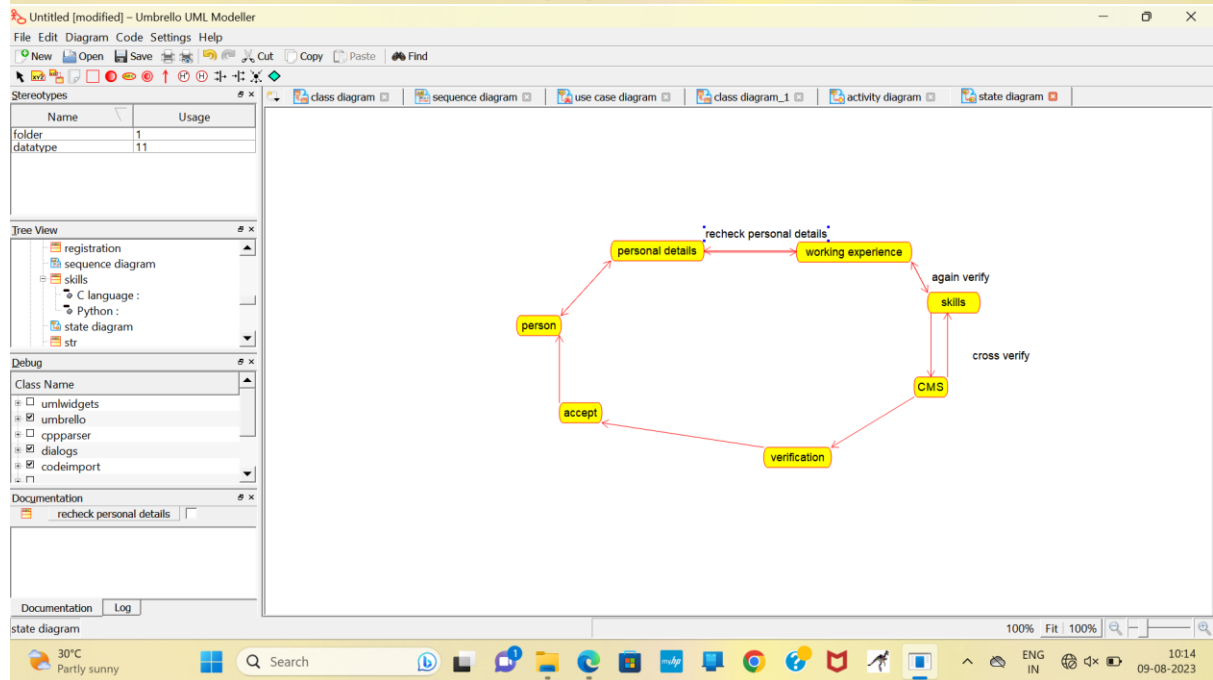 Untitled [modified] – Umbrello UML Modeller
File Edit Diagram Code Settings Help
New Open Save Cut Copy Paste Find
Stereotypes
class diagram sequence diagram use case diagram class diagram_1 activity diagram state diagram
Name Usage
folder 1
datatype 11
Tree View
registration
sequence diagram
skills
C language :
Python :
state diagram
str
recheck personal details
personal details
working experience
again verify
skills
person
cross verify
CMS
accept
verification
Debug
Class Name
umlwidgets
umbrello
cppparser
dialogs
codeimport
Documentation
recheck personal details
Documentation Log
state diagram
100% Fit 100%
30°C
Partly sunny
Search
1
myhp
ENG
IN
10:14
09-08-2023